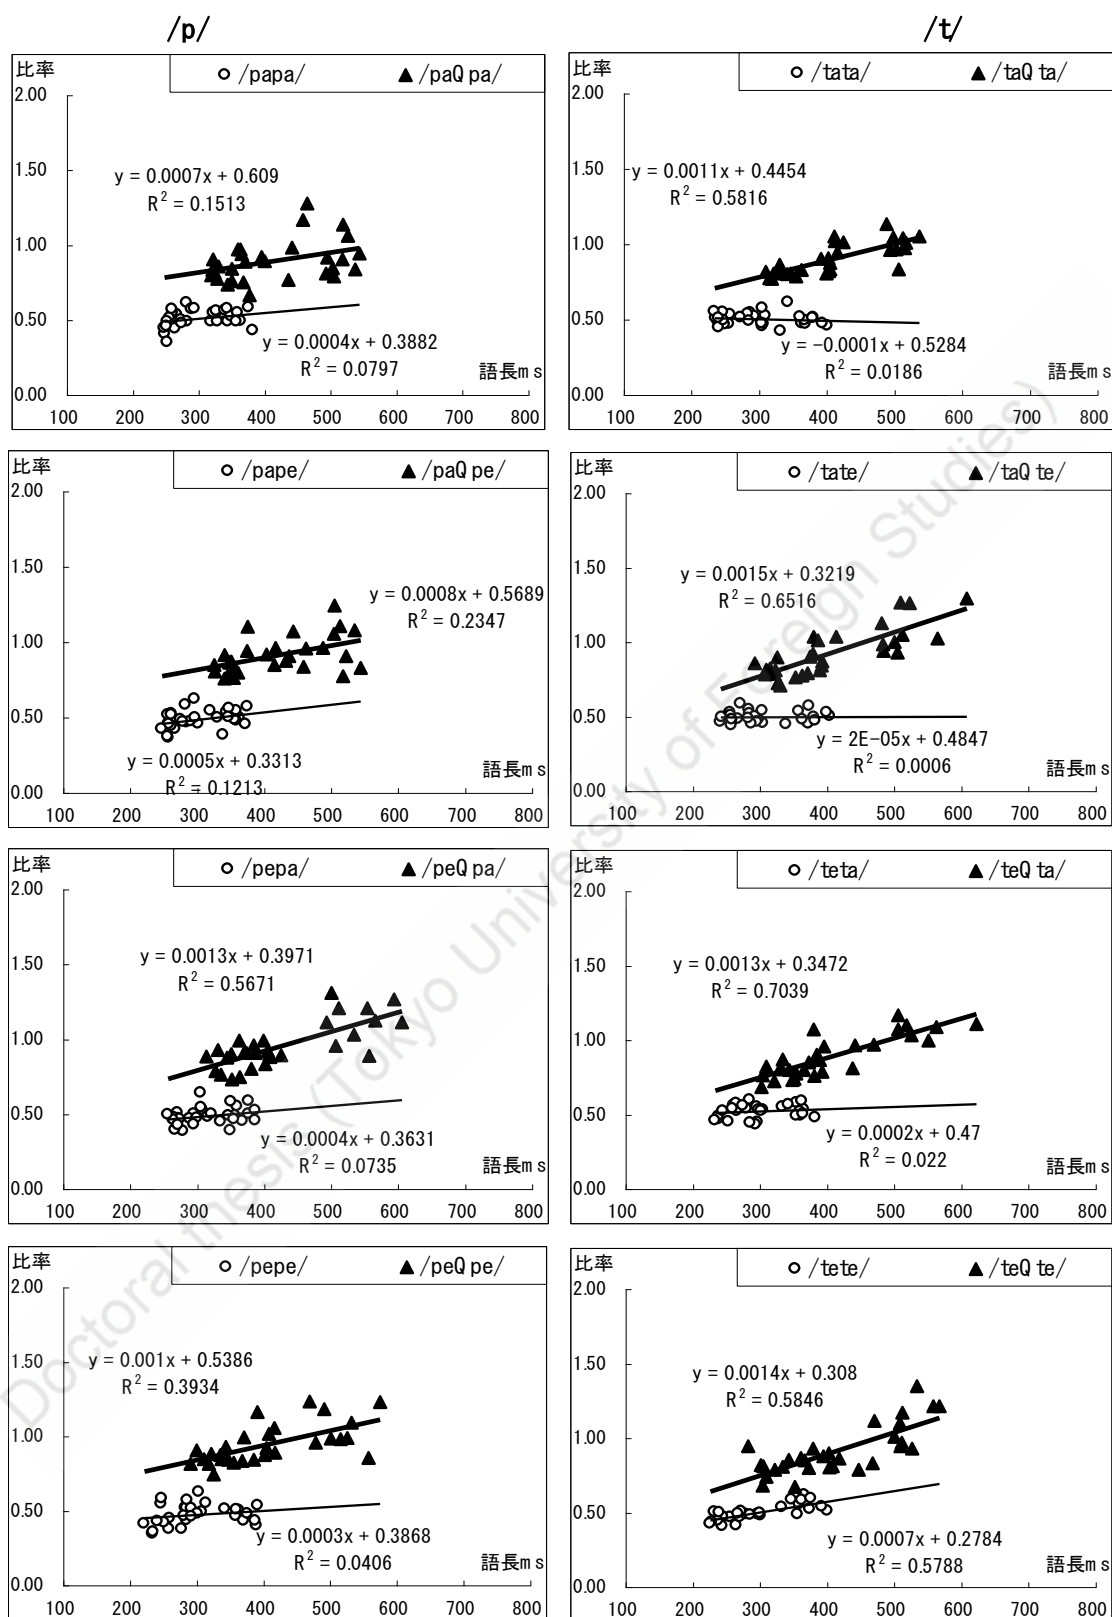 /p/
/t/
比率
/papa/ /paQ pa/
2.00
1.50
1.00
0.50
0.00
y = 0.0007x + 0.609
R² = 0.1513
y = 0.0004x + 0.3882
R² = 0.0797
語長ms
100 200 300 400 500 600 700 800
比率
/tata/ /taQ ta/
2.00
1.50
1.00
0.50
0.00
y = 0.0011x + 0.4454
R² = 0.5816
y = -0.0001x + 0.5284
R² = 0.0186
語長ms
100 200 300 400 500 600 700 800
比率
/pape/ /paQ pe/
2.00
1.50
1.00
0.50
0.00
y = 0.0008x + 0.5689
R² = 0.2347
y = 0.0005x + 0.3313
R² = 0.1213
語長ms
100 200 300 400 500 600 700 800
比率
/tate/ /taQ te/
2.00
1.50
1.00
0.50
0.00
y = 0.0015x + 0.3219
R² = 0.6516
y = 2E-05x + 0.4847
R² = 0.0006
語長ms
100 200 300 400 500 600 700 800
比率
/pepa/ /peQ pa/
2.00
1.50
1.00
0.50
0.00
y = 0.0013x + 0.3971
R² = 0.5671
y = 0.0004x + 0.3631
R² = 0.0735
語長ms
100 200 300 400 500 600 700 800
比率
/teta/ /teQ ta/
2.00
1.50
1.00
0.50
0.00
y = 0.0013x + 0.3472
R² = 0.7039
y = 0.0002x + 0.47
R² = 0.022
語長ms
100 200 300 400 500 600 700 800
比率
/pepe/ /peQ pe/
2.00
1.50
1.00
0.50
0.00
y = 0.001x + 0.5386
R² = 0.3934
y = 0.0003x + 0.3868
R² = 0.0406
語長ms
100 200 300 400 500 600 700 800
比率
/tete/ /teQ te/
2.00
1.50
1.00
0.50
0.00
y = 0.0014x + 0.308
R² = 0.5846
y = 0.0007x + 0.2784
R² = 0.5788
語長ms
100 200 300 400 500 600 700 800
Doctoral thesis (Tokyo University of Foreign Studies)